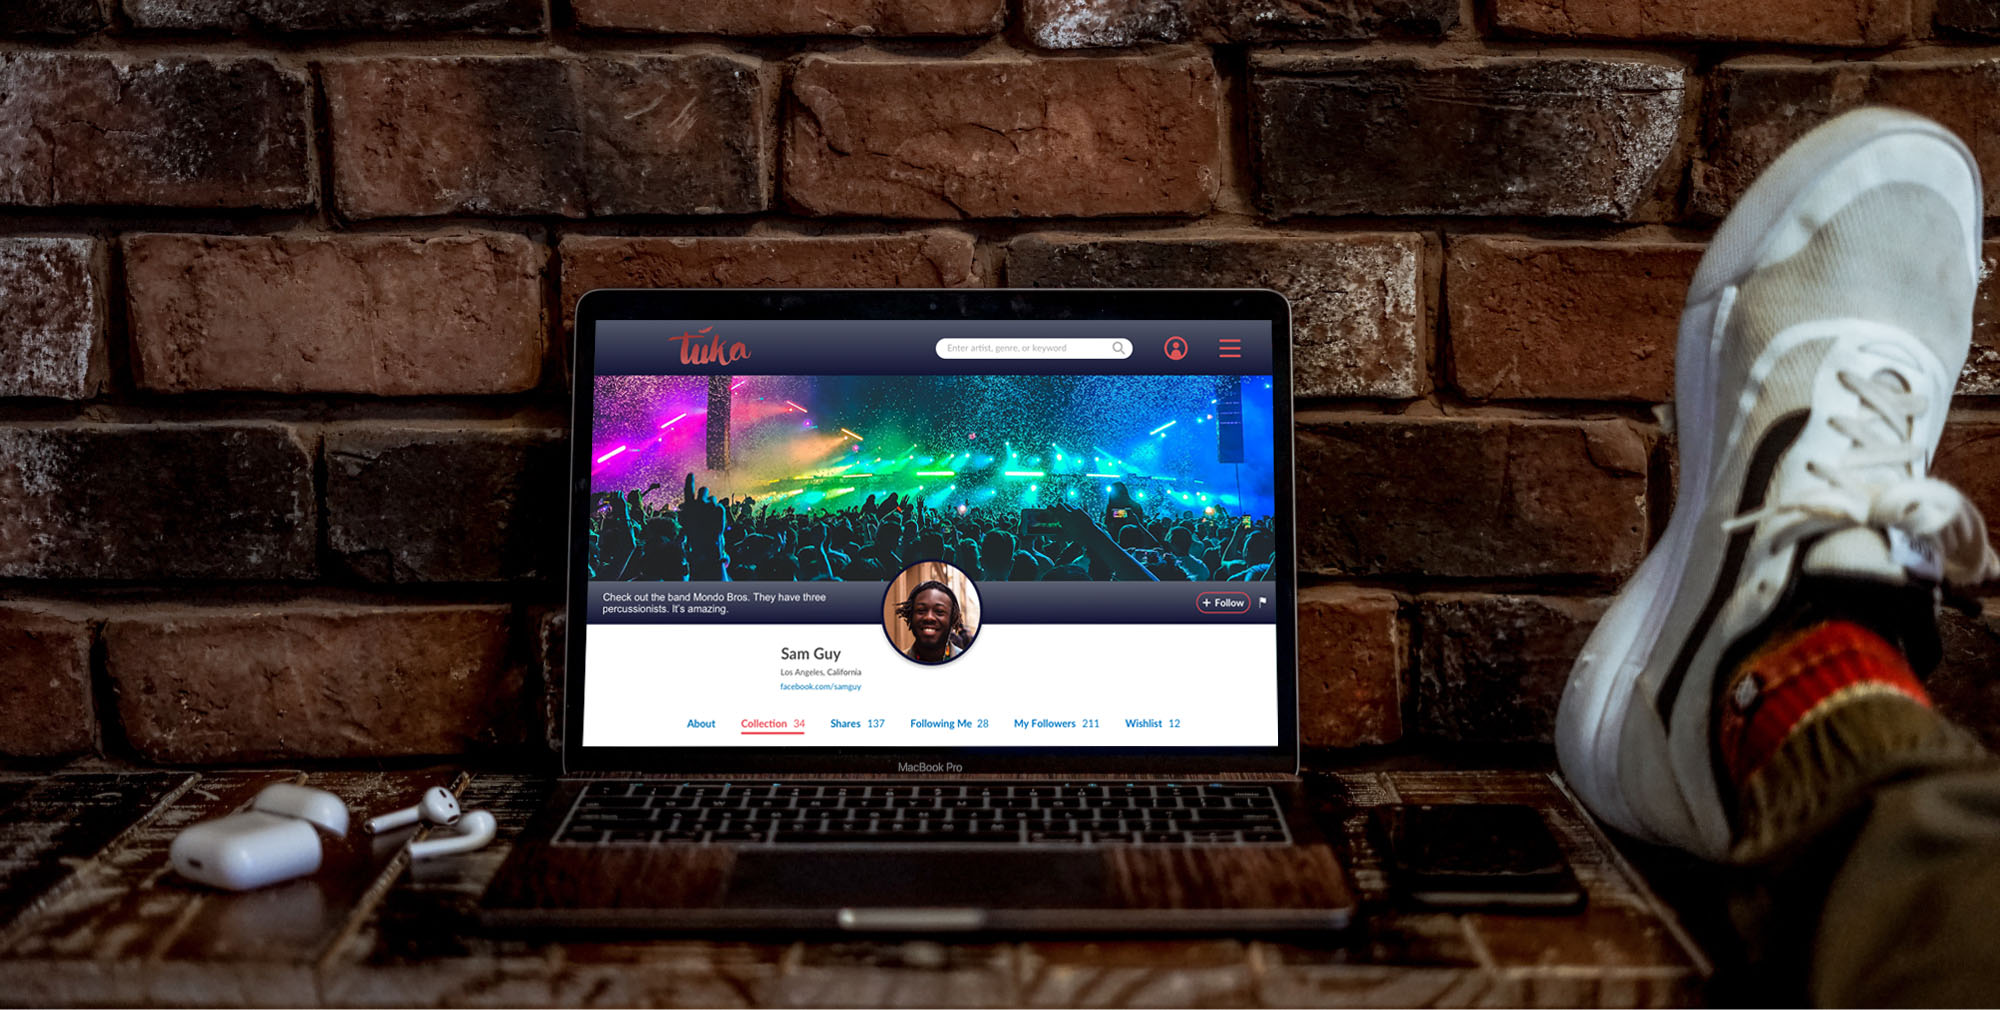 tuka
Enter artist, genre, or keyword
Check out the band Mondo Bros. They have three
percussionists. It's amazing.
+ Follow
Sam Guy
Los Angeles, California
facebook.com/samguy
About Collection 34 Shares 137 Following Me 28 My Followers 211 Wishlist 12
MacBook Pro